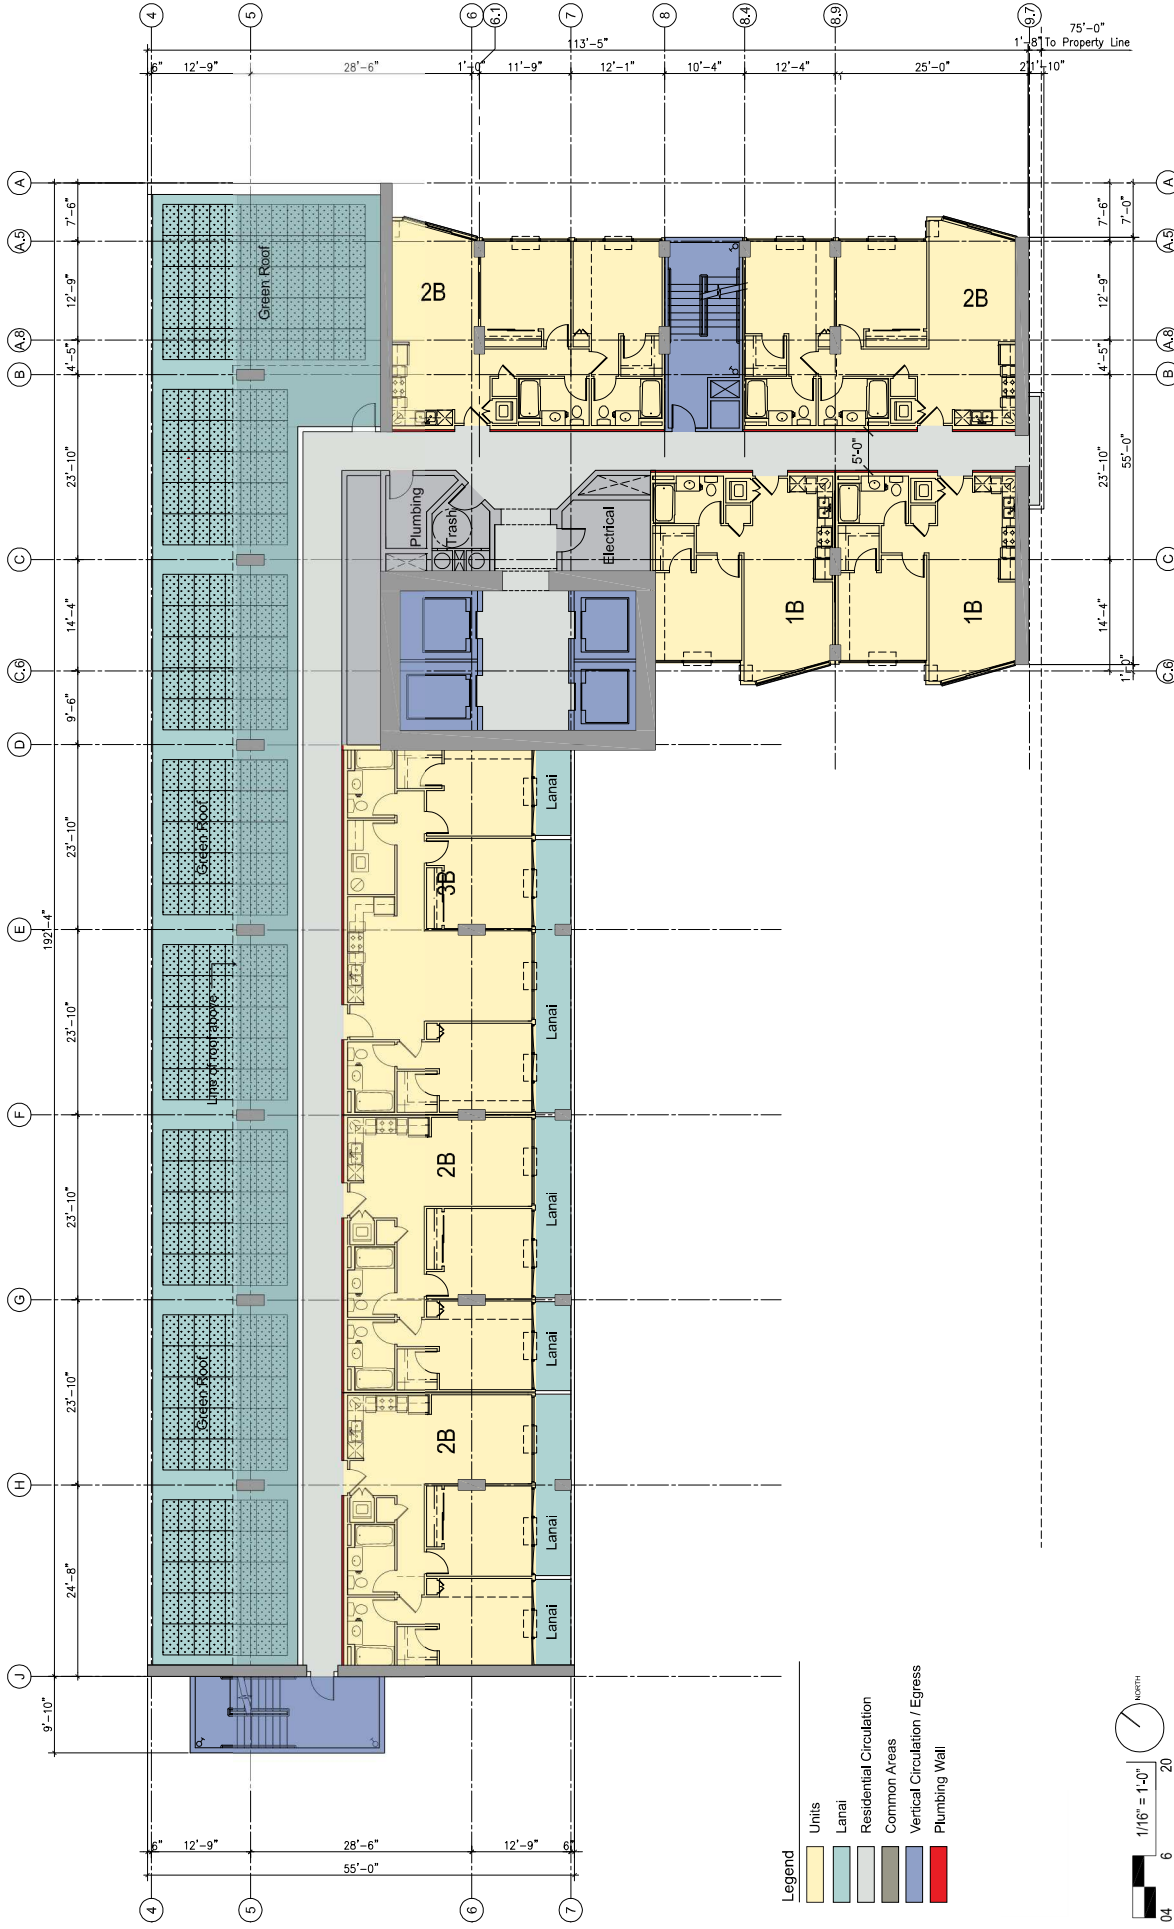 4
5
6
6.1
7
8
8.4
8.9
9.7
75'-0"
113'-5"
1'-8" To Property Line
6"
12'-9"
28'-6"
1'-0"
11'-9"
12'-1"
10'-4"
12'-4"
25'-0"
2"
1'-10"
A
A.5
A.8
B
C
C.6
D
E
F
G
H
J
7'-6"
12'-9"
4'-5"
23'-10"
14'-4"
9'-6"
23'-10"
23'-10"
23'-10"
23'-10"
24'-8"
9'-10"
192'-4"
A
A.5
A.8
B
C
C.6
7'-6"
7'-0"
12'-9"
4'-5"
23'-10"
55'-0"
14'-4"
1'-0"
Green Roof
2B
2B
5'-0"
Plumbing
Trash
Electrical
1B
1B
Green Roof
Lanai
3B
Line of roof above
Lanai
2B
Lanai
Green Roof
Lanai
2B
Lanai
Lanai
6"
12'-9"
28'-6"
12'-9"
6"
55'-0"
4
5
6
7
Legend
Units
Lanai
Residential Circulation
Common Areas
Vertical Circulation / Egress
Plumbing Wall
NORTH
1/16" = 1'-0"
04
6
20